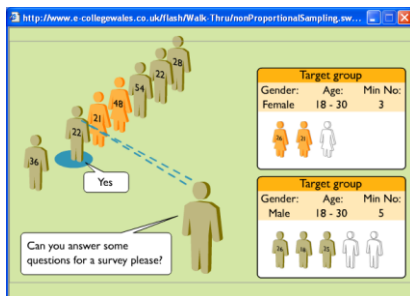 http://www.e-collegewales.co.uk/flash/Walk-Thru/nonProportionalSampling.sw...
28
22
54
48
21
22
36
Yes
Can you answer some
questions for a survey please?
Target group
Gender: Age: Min No:
Female 18 - 30 3
Target group
Gender: Age: Min No:
Male 18 - 30 5